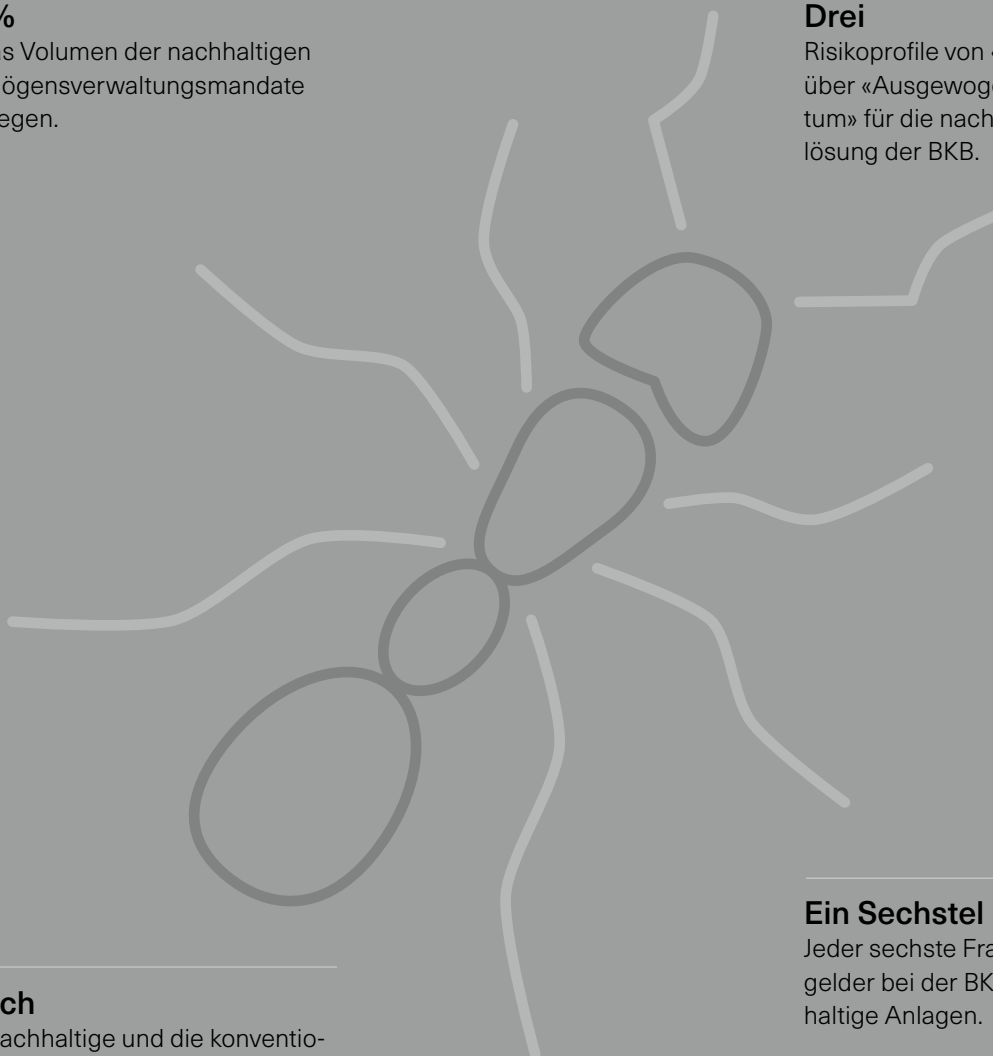 %
s Volumen der nachhaltigen
ögensverwaltungsmandate
egen.
Drei
Risikoprofile von «
über «Ausgewoge
tum» für die nach
lösung der BKB.
ch
achhaltige und die konventio-
Ein Sechstel
Jeder sechste Fra
gelder bei der BK
haltige Anlagen.